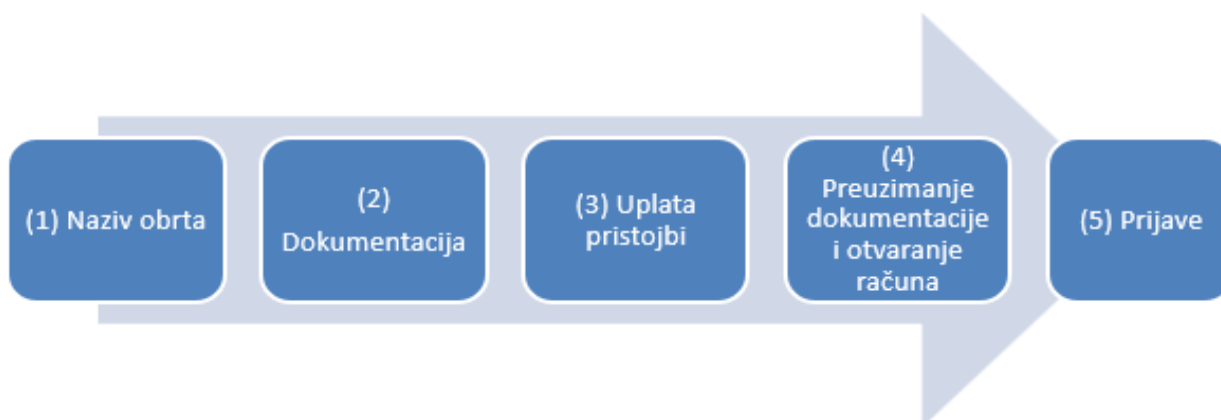 (1) Naziv obrta
(2)
Dokumentacija
(3) Uplata
pristojbi
(4)
Preuzimanje
dokumentacije
i otvaranje
računa
(5) Prijave